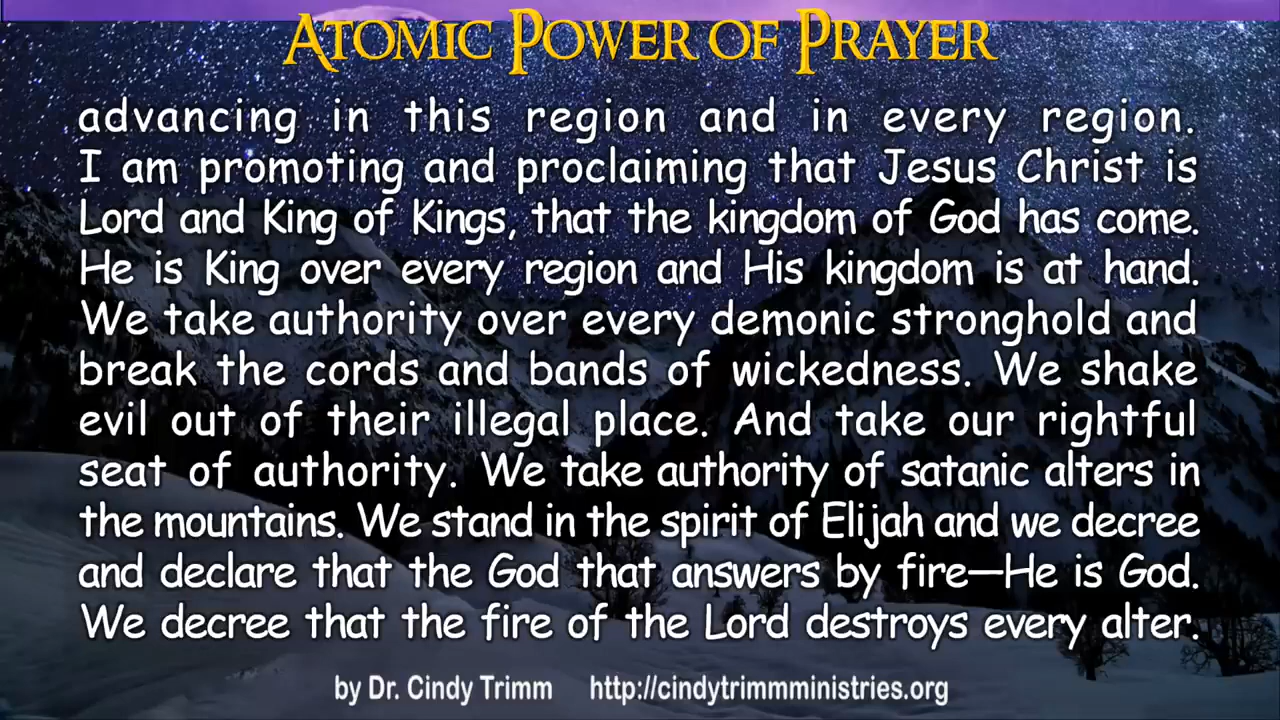 Atomic Power of Prayer
advancing in this region and in every region.
I am promoting and proclaiming that Jesus Christ is
Lord and King of Kings, that the kingdom of God has come.
He is King over every region and His kingdom is at hand.
We take authority over every demonic stronghold and
break the cords and bands of wickedness. We shake
evil out of their illegal place. And take our rightful
seat of authority. We take authority of satanic alters in
the mountains. We stand in the spirit of Elijah and we decree
and declare that the God that answers by fire—He is God.
We decree that the fire of the Lord destroys every alter.
by Dr. Cindy Trimm http://cindytrimmministries.org